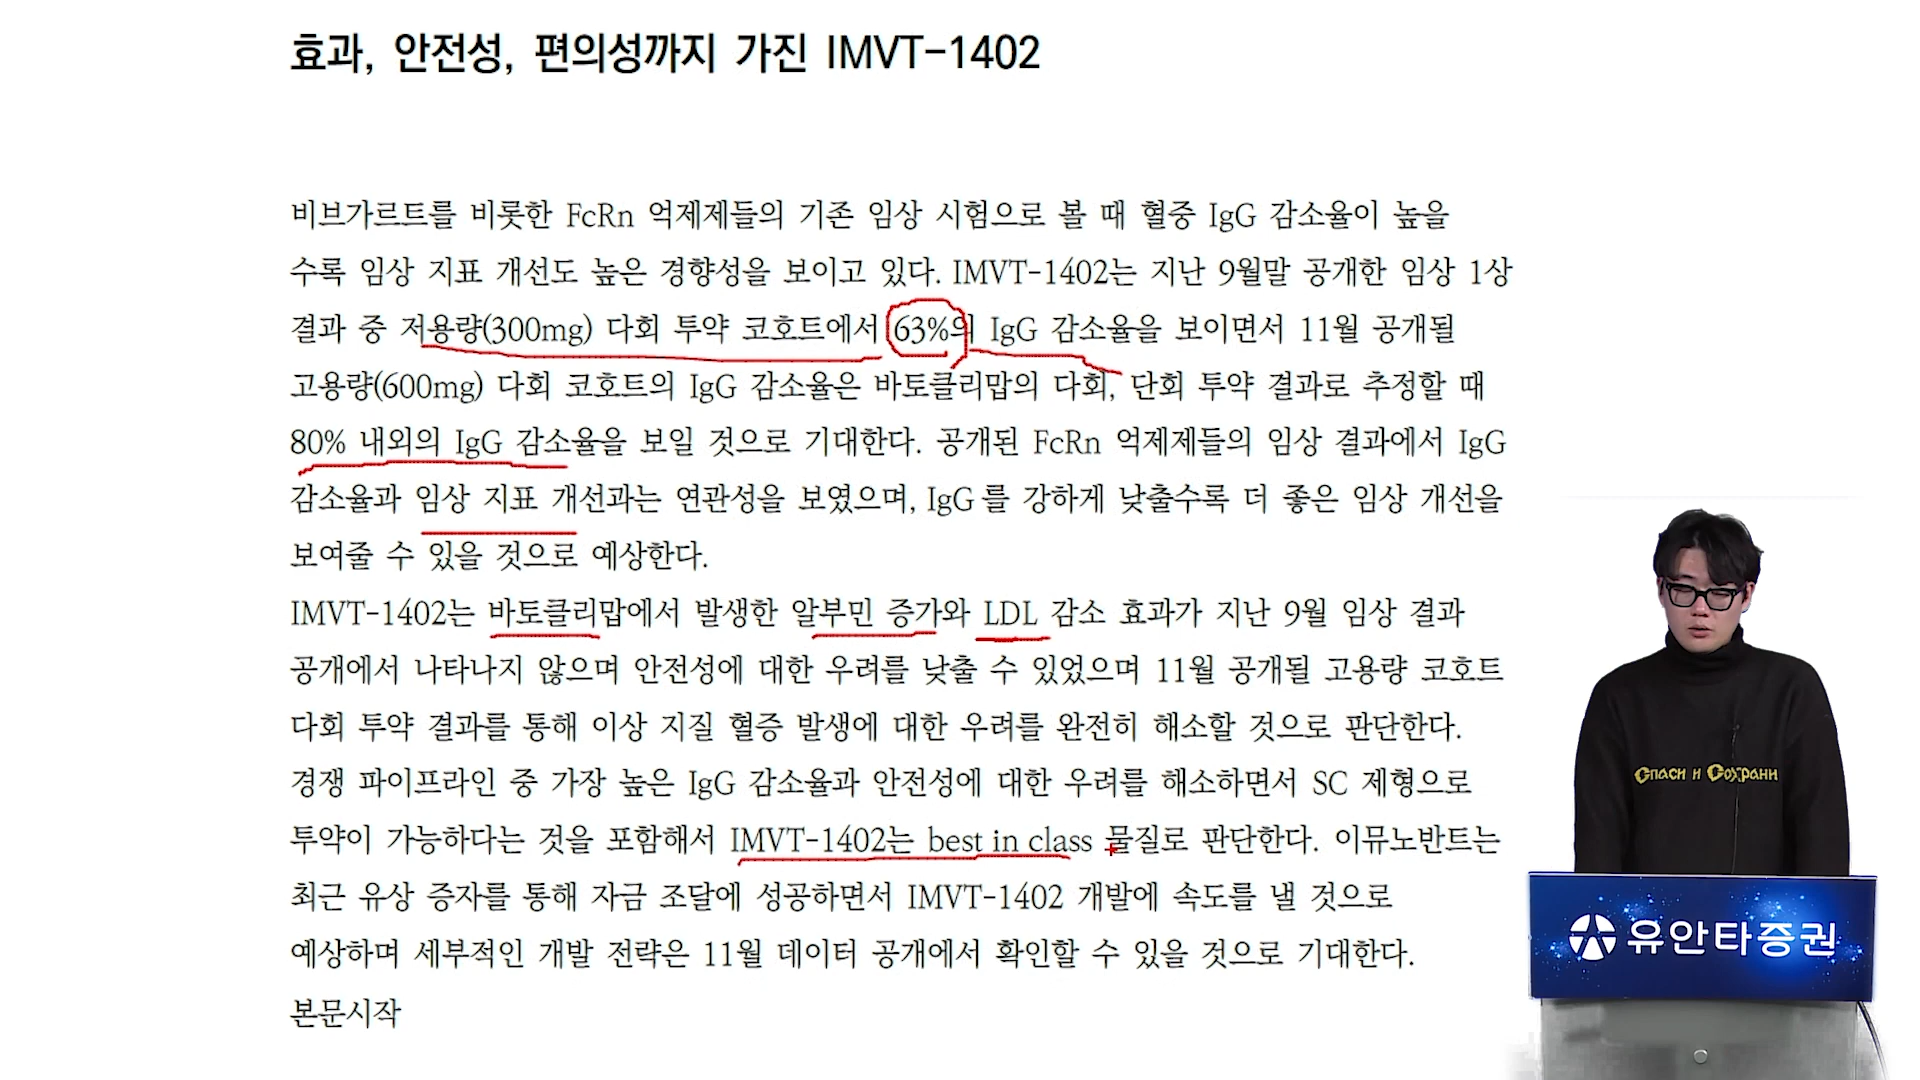 효과, 안전성, 편의성까지 가진 IMVT-1402
비브가르트를 비롯한 FcRn 억제제들의 기존 임상 시험으로 볼 때 혈중 IgG 감소율이 높을
수록 임상 지표 개선도 높은 경향성을 보이고 있다. IMVT-1402는 지난 9월말 공개한 임상 1상
결과 중 저용량(300mg) 다회 투약 코호트에서 63%의 IgG 감소율을 보이면서 11월 공개될
고용량(600mg) 다회 코호트의 IgG 감소율은 바토클리맙의 다회, 단회 투약 결과로 추정할 때
80% 내외의 IgG 감소율을 보일 것으로 기대한다. 공개된 FcRn 억제제들의 임상 결과에서 IgG
감소율과 임상 지표 개선과는 연관성을 보였으며, IgG를 강하게 낮출수록 더 좋은 임상 개선을
보여줄 수 있을 것으로 예상한다.
IMVT-1402는 바토클리맙에서 발생한 알부민 증가와 LDL 감소 효과가 지난 9월 임상 결과
공개에서 나타나지 않으며 안전성에 대한 우려를 낮출 수 있었으며 11월 공개될 고용량 코호트
다회 투약 결과를 통해 이상 지질 혈증 발생에 대한 우려를 완전히 해소할 것으로 판단한다.
경쟁 파이프라인 중 가장 높은 IgG 감소율과 안전성에 대한 우려를 해소하면서 SC 제형으로
투약이 가능하다는 것을 포함해서 IMVT-1402는 best in class 물질로 판단한다. 이뮤노반트는
최근 유상 증자를 통해 자금 조달에 성공하면서 IMVT-1402 개발에 속도를 낼 것으로
예상하며 세부적인 개발 전략은 11월 데이터 공개에서 확인할 수 있을 것으로 기대한다.
본문시작
Спаси и Сохрани
유안타증권